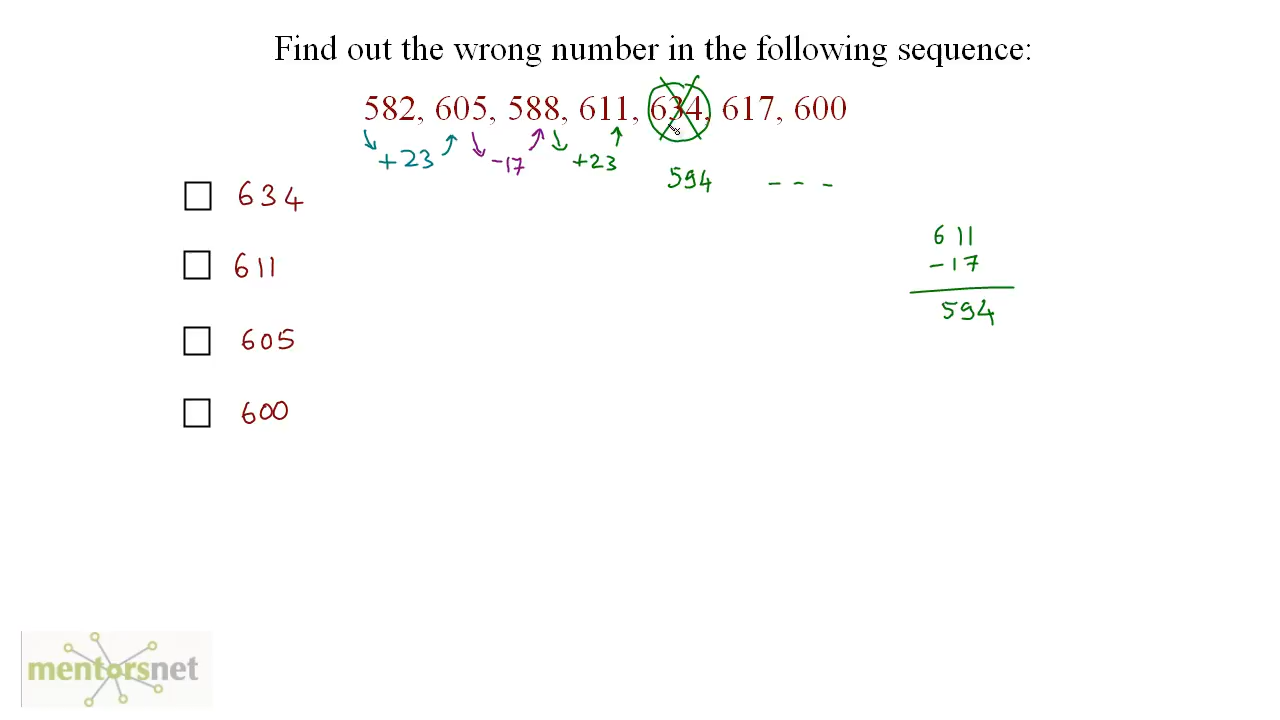 Find out the wrong number in the following sequence:
582, 605, 588, 611, 634, 617, 600
+23 -17 +23
594 - - -
634
611
-17
594
611
605
600
mentorsnet